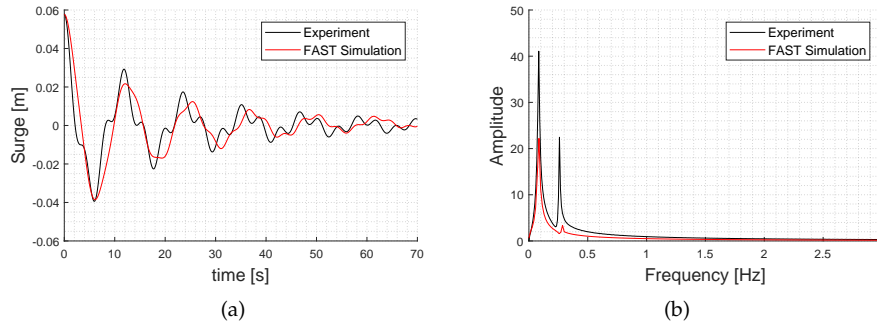 0.06
0.04
0.02
0
-0.02
-0.04
-0.06
Surge [m]
0 10 20 30 40 50 60 70
time [s]
Experiment
FAST Simulation
(a)
50
40
30
20
10
0
Amplitude
0 0.5 1 1.5 2 2.5
Frequency [Hz]
Experiment
FAST Simulation
(b)